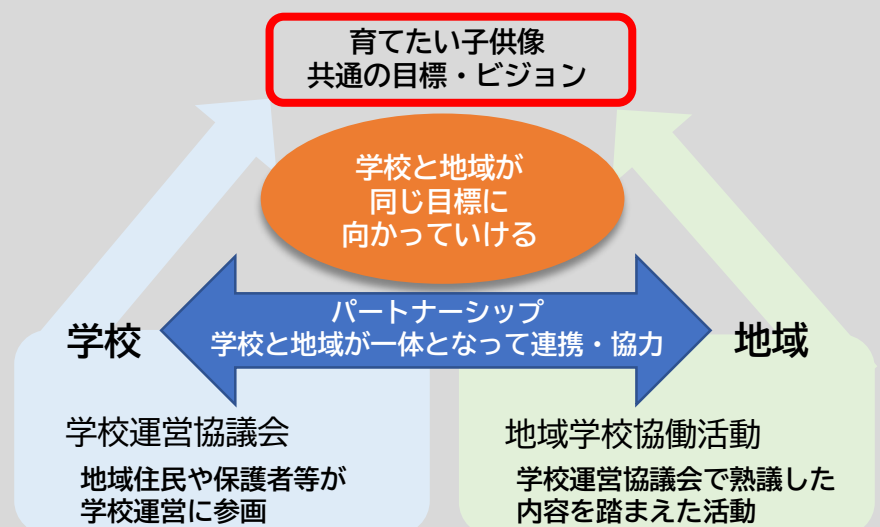 育てたい子供像
共通の目標・ビジョン
学校と地域が
同じ目標に
向かっていける
パートナーシップ
学校と地域が一体となって連携・協力
学校
地域
学校運営協議会
地域住民や保護者等が
学校運営に参画
地域学校協働活動
学校運営協議会で熟議した
内容を踏まえた活動